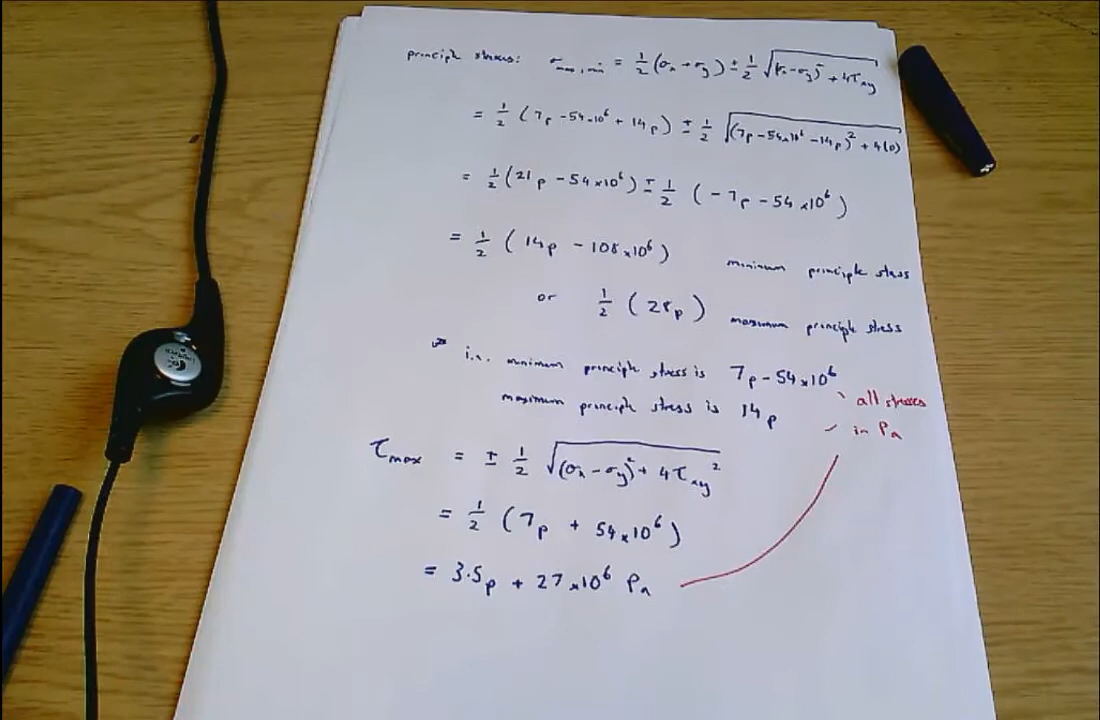 principle stresses: σmax,min = 1/2 (σx + σy) ± 1/2 √(σx - σy)² + 4τxy
= 1/2 (7p - 54×10⁶ + 14p) ± 1/2 √(7p - 54×10⁶ - 14p)² + 4(0)
= 1/2 (21p - 54×10⁶) ± 1/2 (-7p - 54×10⁶)
= 1/2 (14p - 108×10⁶) minimum principle stress
or 1/2 (28p) maximum principle stress
i.e. minimum principle stress is 7p - 54×10⁶
maximum principle stress is 14p
all stresses
in Pa
τmax = ± 1/2 √(σx - σy)² + 4τxy²
= 1/2 (7p + 54×10⁶)
= 3.5p + 27×10⁶ Pa